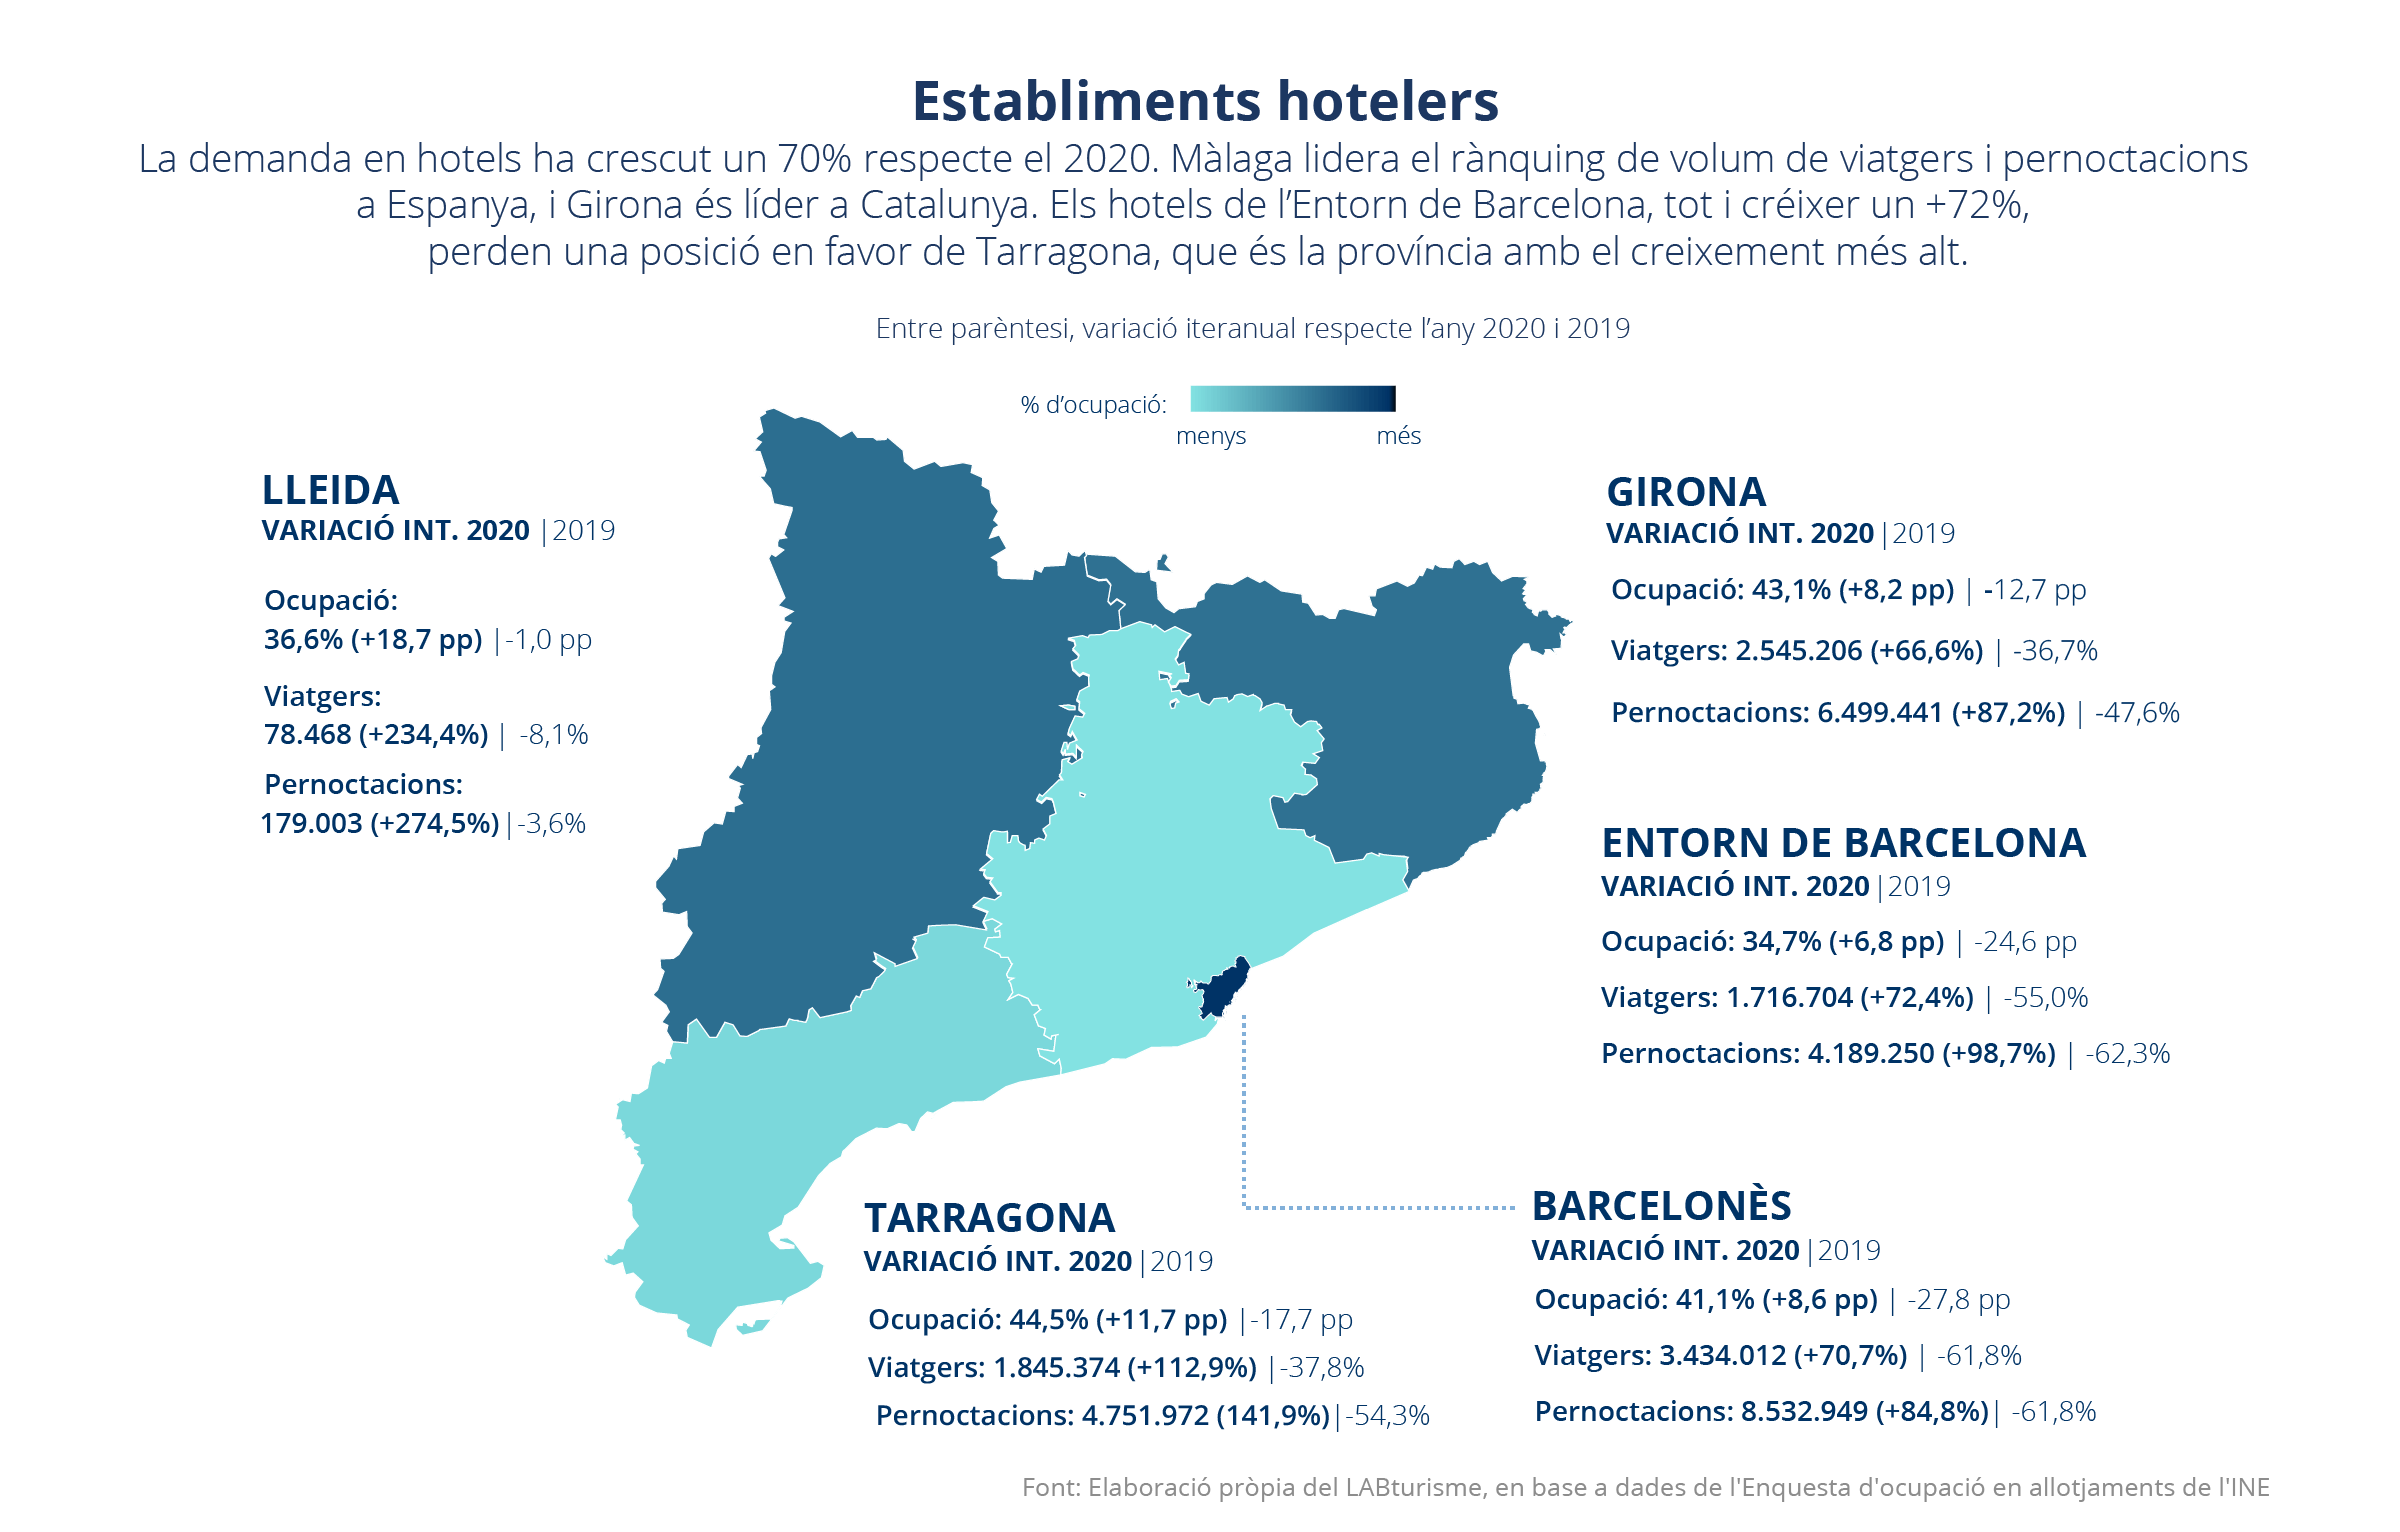 Establiments hotelers
La demanda en hotels ha crescut un 70% respecte el 2020. Màlaga lidera el rànquing de volum de viatgers i pernoctacions
a Espanya, i Girona és líder a Catalunya. Els hotels de l’Entorn de Barcelona, tot i créixer un +72%,
perden una posició en favor de Tarragona, que és la província amb el creixement més alt.
Entre parèntesi, variació iteranual respecte l’any 2020 i 2019
% d’ocupació:
menys més
LLEIDA
VARIACIÓ INT. 2020 |2019
Ocupació:
36,6% (+18,7 pp) |-1,0 pp
Viatgers:
78.468 (+234,4%) | -8,1%
Pernoctacions:
179.003 (+274,5%)|-3,6%
GIRONA
VARIACIÓ INT. 2020|2019
Ocupació: 43,1% (+8,2 pp) | -12,7 pp
Viatgers: 2.545.206 (+66,6%) | -36,7%
Pernoctacions: 6.499.441 (+87,2%) | -47,6%
ENTORN DE BARCELONA
VARIACIÓ INT. 2020|2019
Ocupació: 34,7% (+6,8 pp) | -24,6 pp
Viatgers: 1.716.704 (+72,4%) | -55,0%
Pernoctacions: 4.189.250 (+98,7%) | -62,3%
TARRAGONA
VARIACIÓ INT. 2020|2019
Ocupació: 44,5% (+11,7 pp) |-17,7 pp
Viatgers: 1.845.374 (+112,9%) |-37,8%
Pernoctacions: 4.751.972 (141,9%)|-54,3%
BARCELONÈS
VARIACIÓ INT. 2020|2019
Ocupació: 41,1% (+8,6 pp) | -27,8 pp
Viatgers: 3.434.012 (+70,7%) | -61,8%
Pernoctacions: 8.532.949 (+84,8%)| -61,8%
Font: Elaboració pròpia del LABturisme, en base a dades de l'Enquesta d'ocupació en allotjaments de l'INE